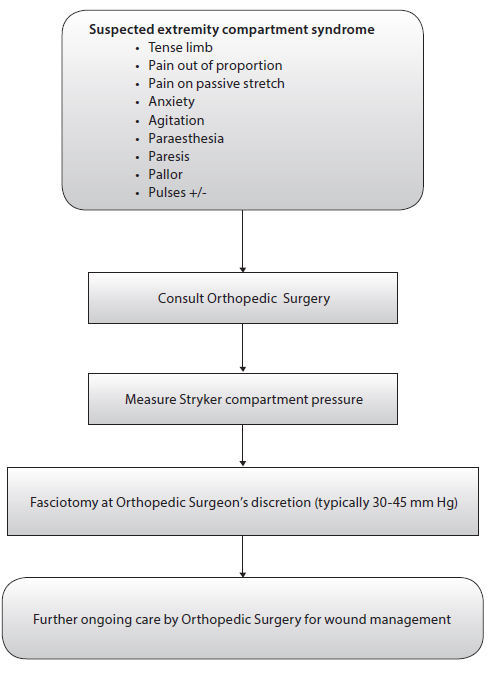 Suspected extremity compartment syndrome
• Tense limb
• Pain out of proportion
• Pain on passive stretch
• Anxiety
• Agitation
• Paraesthesia
• Paresis
• Pallor
• Pulses +/-
Consult Orthopedic Surgery
Measure Stryker compartment pressure
Fasciotomy at Orthopedic Surgeon's discretion (typically 30-45 mm Hg)
Further ongoing care by Orthopedic Surgery for wound management